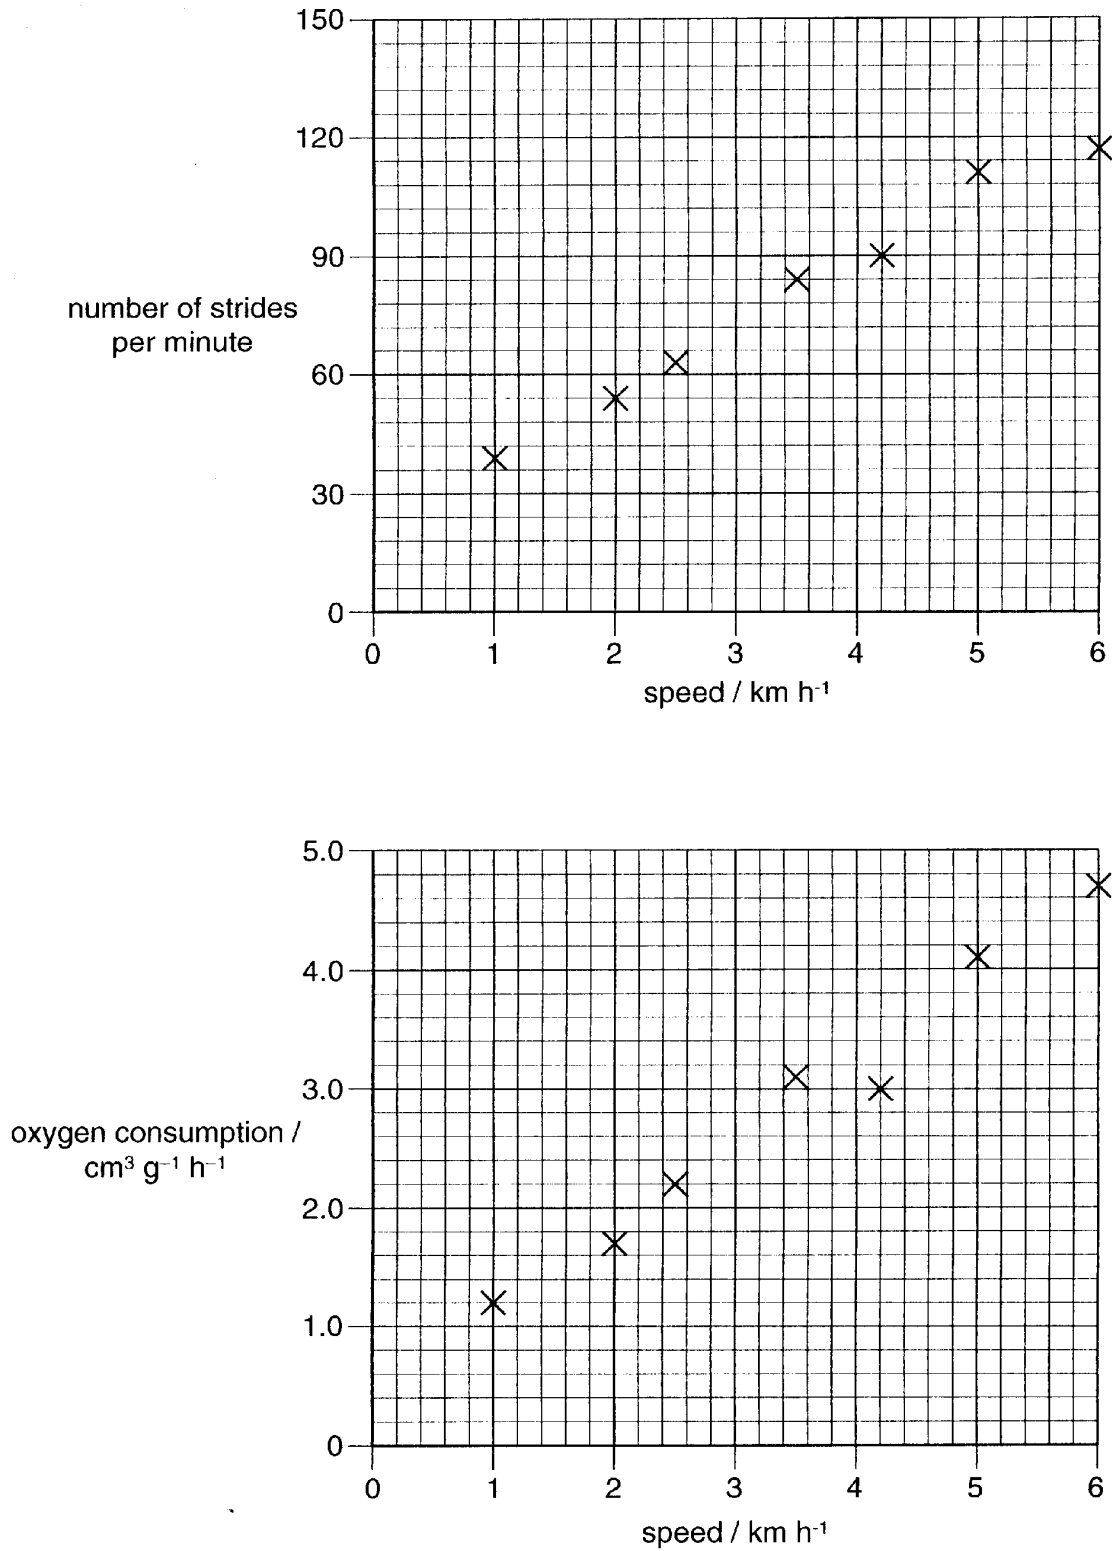 150
120
90
number of strides
per minute
60
30
0
0 1 2 3 4 5 6
speed / km h⁻¹
5.0
4.0
3.0
oxygen consumption /
cm³ g⁻¹ h⁻¹
2.0
1.0
0
0 1 2 3 4 5 6
speed / km h⁻¹